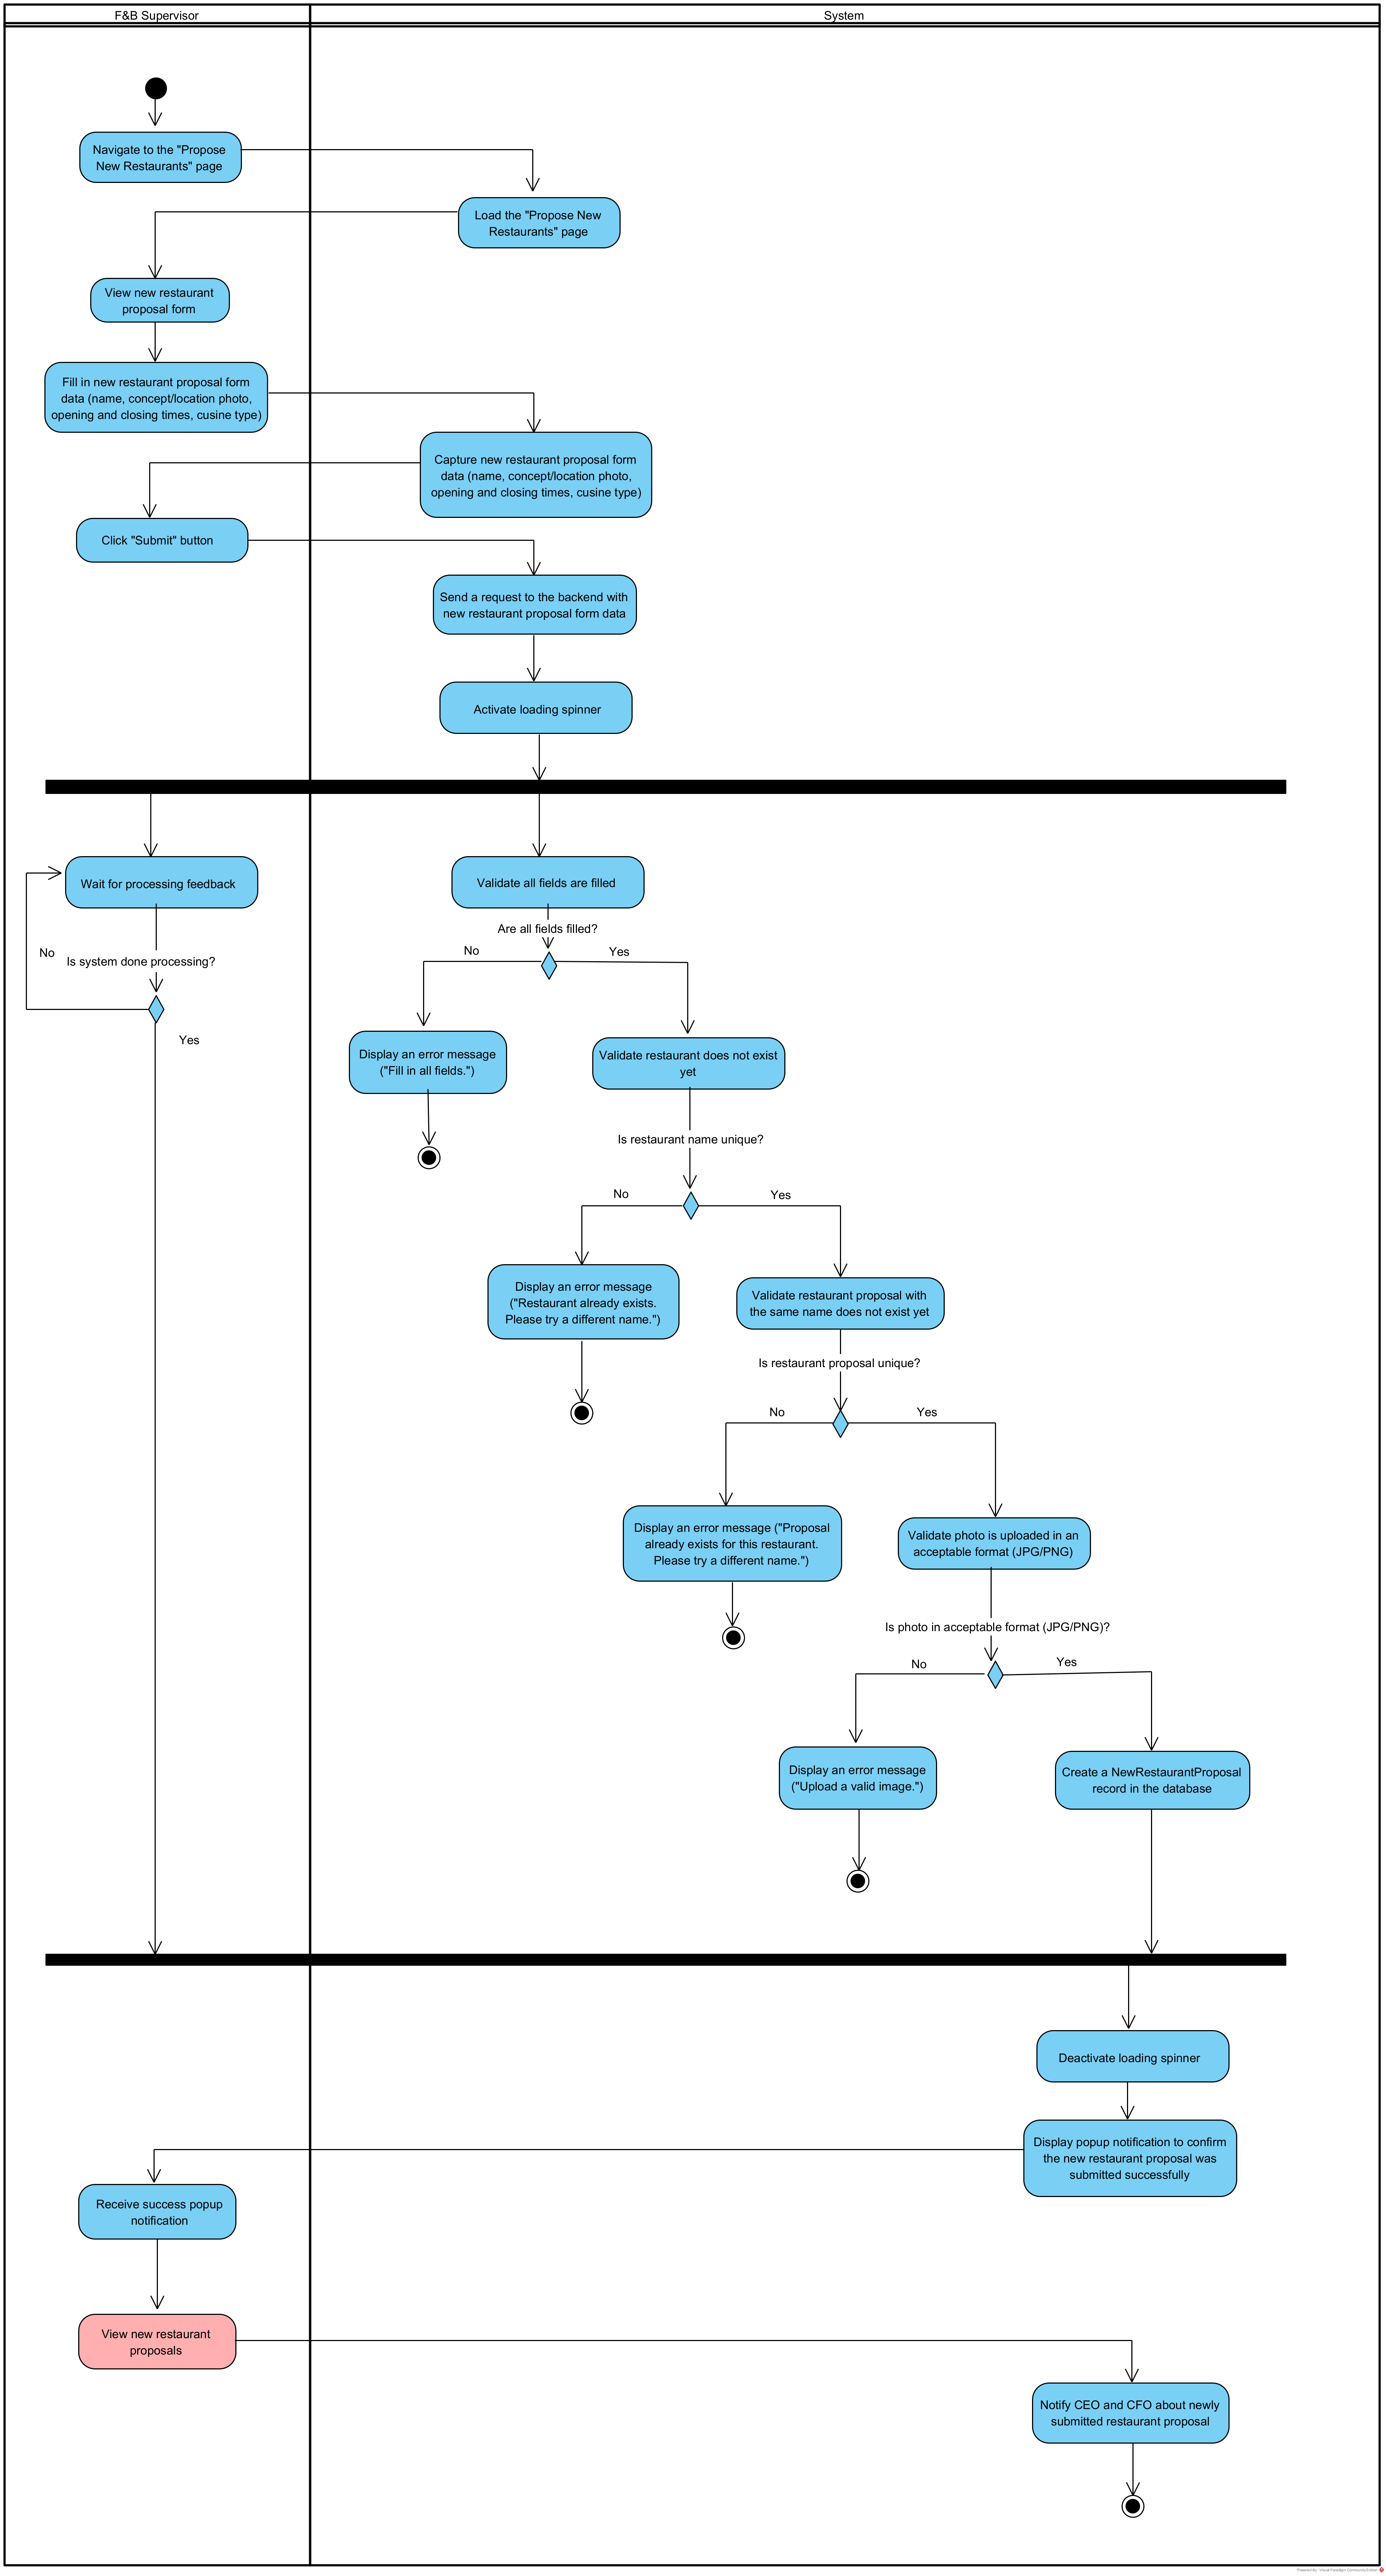 F&B Supervisor
System
Navigate to the "Propose
New Restaurants" page
Load the "Propose New
Restaurants" page
View new restaurant
proposal form
Fill in new restaurant proposal form
data (name, concept/location photo,
opening and closing times, cusine type)
Capture new restaurant proposal form
data (name, concept/location photo,
opening and closing times, cusine type)
Click "Submit" button
Send a request to the backend with
new restaurant proposal form data
Activate loading spinner
Wait for processing feedback
Validate all fields are filled
Are all fields filled?
No
Yes
No
Is system done processing?
Yes
Display an error message
("Fill in all fields.")
Validate restaurant does not exist
yet
Is restaurant name unique?
No
Yes
Display an error message
("Restaurant already exists.
Please try a different name.")
Validate restaurant proposal with
the same name does not exist yet
Is restaurant proposal unique?
No
Yes
Display an error message ("Proposal
already exists for this restaurant.
Please try a different name.")
Validate photo is uploaded in an
acceptable format (JPG/PNG)
Is photo in acceptable format (JPG/PNG)?
No
Yes
Display an error message
("Upload a valid image.")
Create a NewRestaurantProposal
record in the database
Deactivate loading spinner
Display popup notification to confirm
the new restaurant proposal was
submitted successfully
Receive success popup
notification
View new restaurant
proposals
Notify CEO and CFO about newly
submitted restaurant proposal
Powered By: Visual Paradigm Community Edition